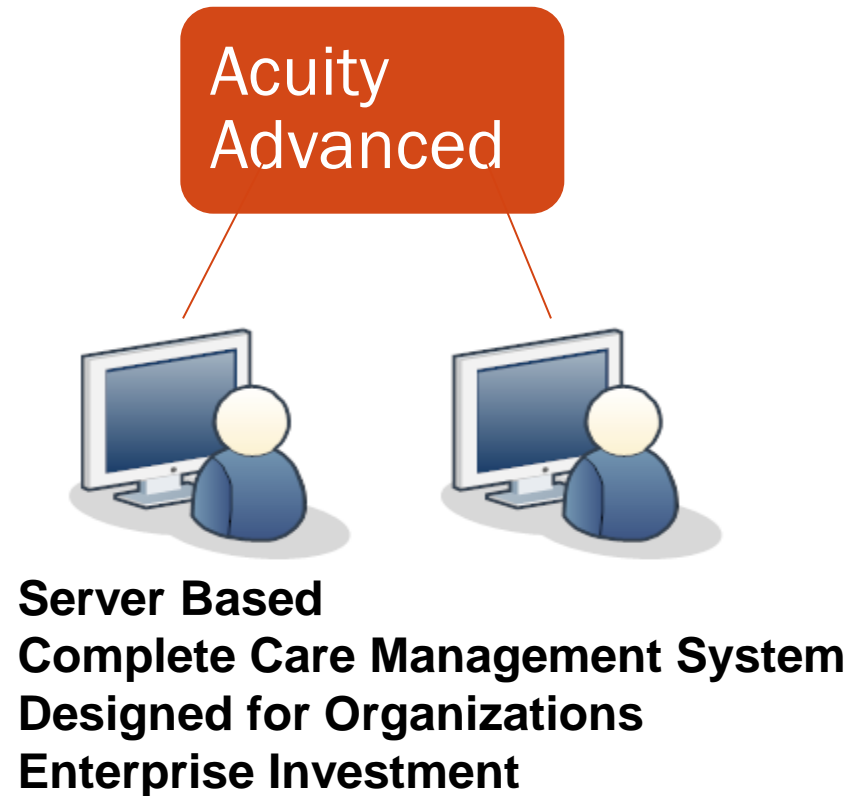 Acuity
Advanced
Server Based
Complete Care Management System
Designed for Organizations
Enterprise Investment